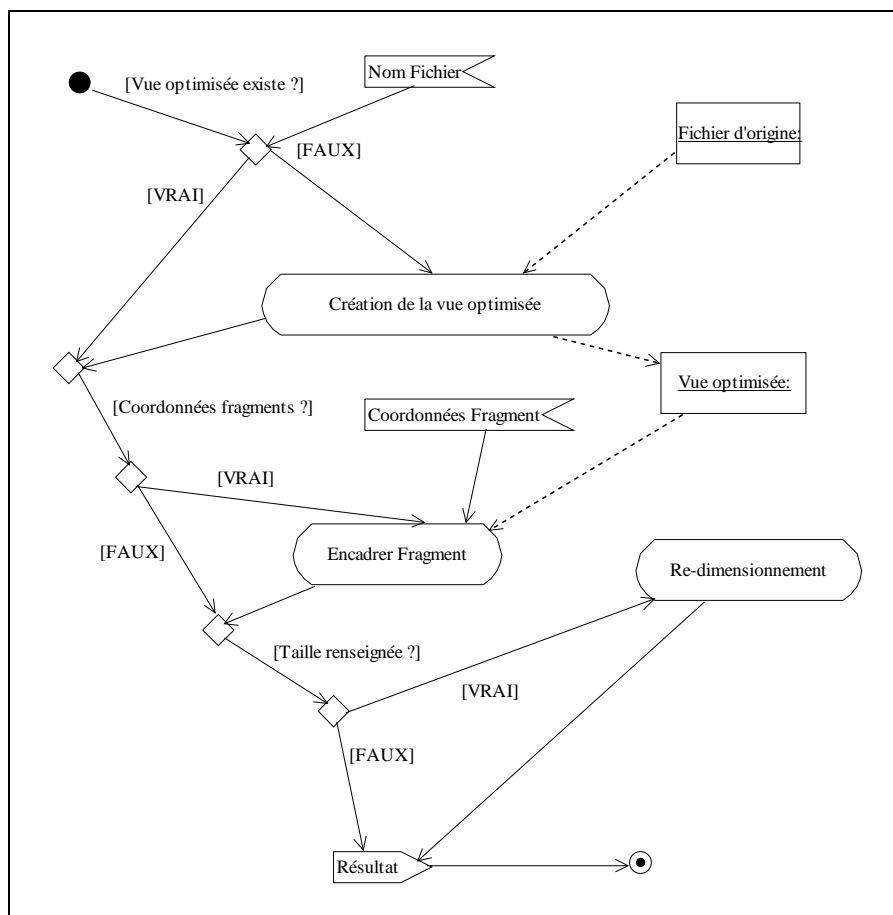 Nom Fichier
[Vue optimisée existe ?]
Fichier d'origine:
[FAUX]
[VRAI]
Création de la vue optimisée
Vue optimisée:
[Coordonnées fragments ?]
Coordonnées Fragment
[VRAI]
[FAUX]
Encadrer Fragment
Re-dimensionnement
[Taille renseignée ?]
[VRAI]
[FAUX]
Résultat